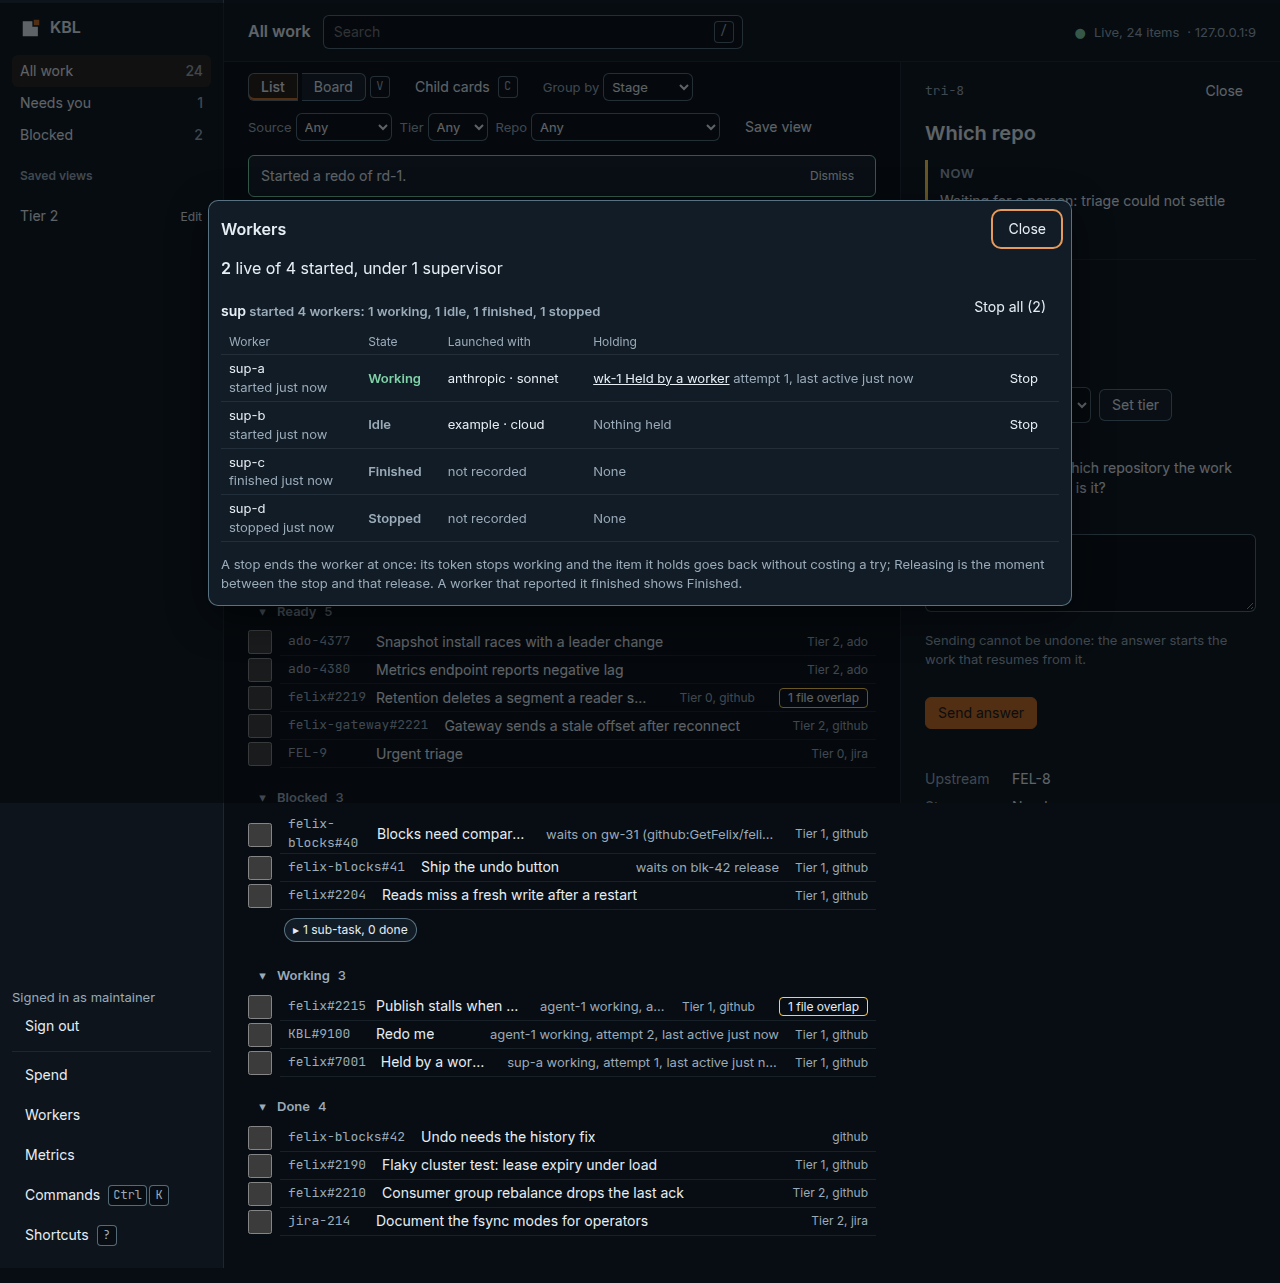 KBL
All work 24
Needs you 1
Blocked 2
Saved views
Tier 2 Edit
All work Search /
Live, 24 items · 127.0.0.1:9
List Board V Child cards C Group by Stage
Source Any Tier Any Repo Any Save view
Started a redo of rd-1. Dismiss
tri-8 Close
Which repo
NOW
Waiting for a person: triage could not settle
Workers Close
2 live of 4 started, under 1 supervisor
sup started 4 workers: 1 working, 1 idle, 1 finished, 1 stopped Stop all (2)
Worker State Launched with Holding
sup-a
started just now
Working anthropic · sonnet wk-1 Held by a worker attempt 1, last active just now Stop
sup-b
started just now
Idle example · cloud Nothing held Stop
sup-c
finished just now
Finished not recorded None
sup-d
stopped just now
Stopped not recorded None
A stop ends the worker at once: its token stops working and the item it holds goes back without costing a try; Releasing is the moment
between the stop and that release. A worker that reported it finished shows Finished.
Set tier
hich repository the work
is it?
Sending cannot be undone: the answer starts the
work that resumes from it.
Send answer
Upstream FEL-8
Ready 5
ado-4377 Snapshot install races with a leader change Tier 2, ado
ado-4380 Metrics endpoint reports negative lag Tier 2, ado
felix#2219 Retention deletes a segment a reader s... Tier 0, github 1 file overlap
felix-gateway#2221 Gateway sends a stale offset after reconnect Tier 2, github
FEL-9 Urgent triage Tier 0, jira
Blocked 3
felix-
blocks#40 Blocks need compar... waits on gw-31 (github:GetFelix/feli... Tier 1, github
felix-blocks#41 Ship the undo button waits on blk-42 release Tier 1, github
felix#2204 Reads miss a fresh write after a restart Tier 1, github
1 sub-task, 0 done
Working 3
felix#2215 Publish stalls when ... agent-1 working, a... Tier 1, github 1 file overlap
KBL#9100 Redo me agent-1 working, attempt 2, last active just now Tier 1, github
felix#7001 Held by a wor... sup-a working, attempt 1, last active just n... Tier 1, github
Done 4
felix-blocks#42 Undo needs the history fix github
felix#2190 Flaky cluster test: lease expiry under load Tier 1, github
felix#2210 Consumer group rebalance drops the last ack Tier 2, github
jira-214 Document the fsync modes for operators Tier 2, jira
Signed in as maintainer
Sign out
Spend
Workers
Metrics
Commands Ctrl K
Shortcuts ?